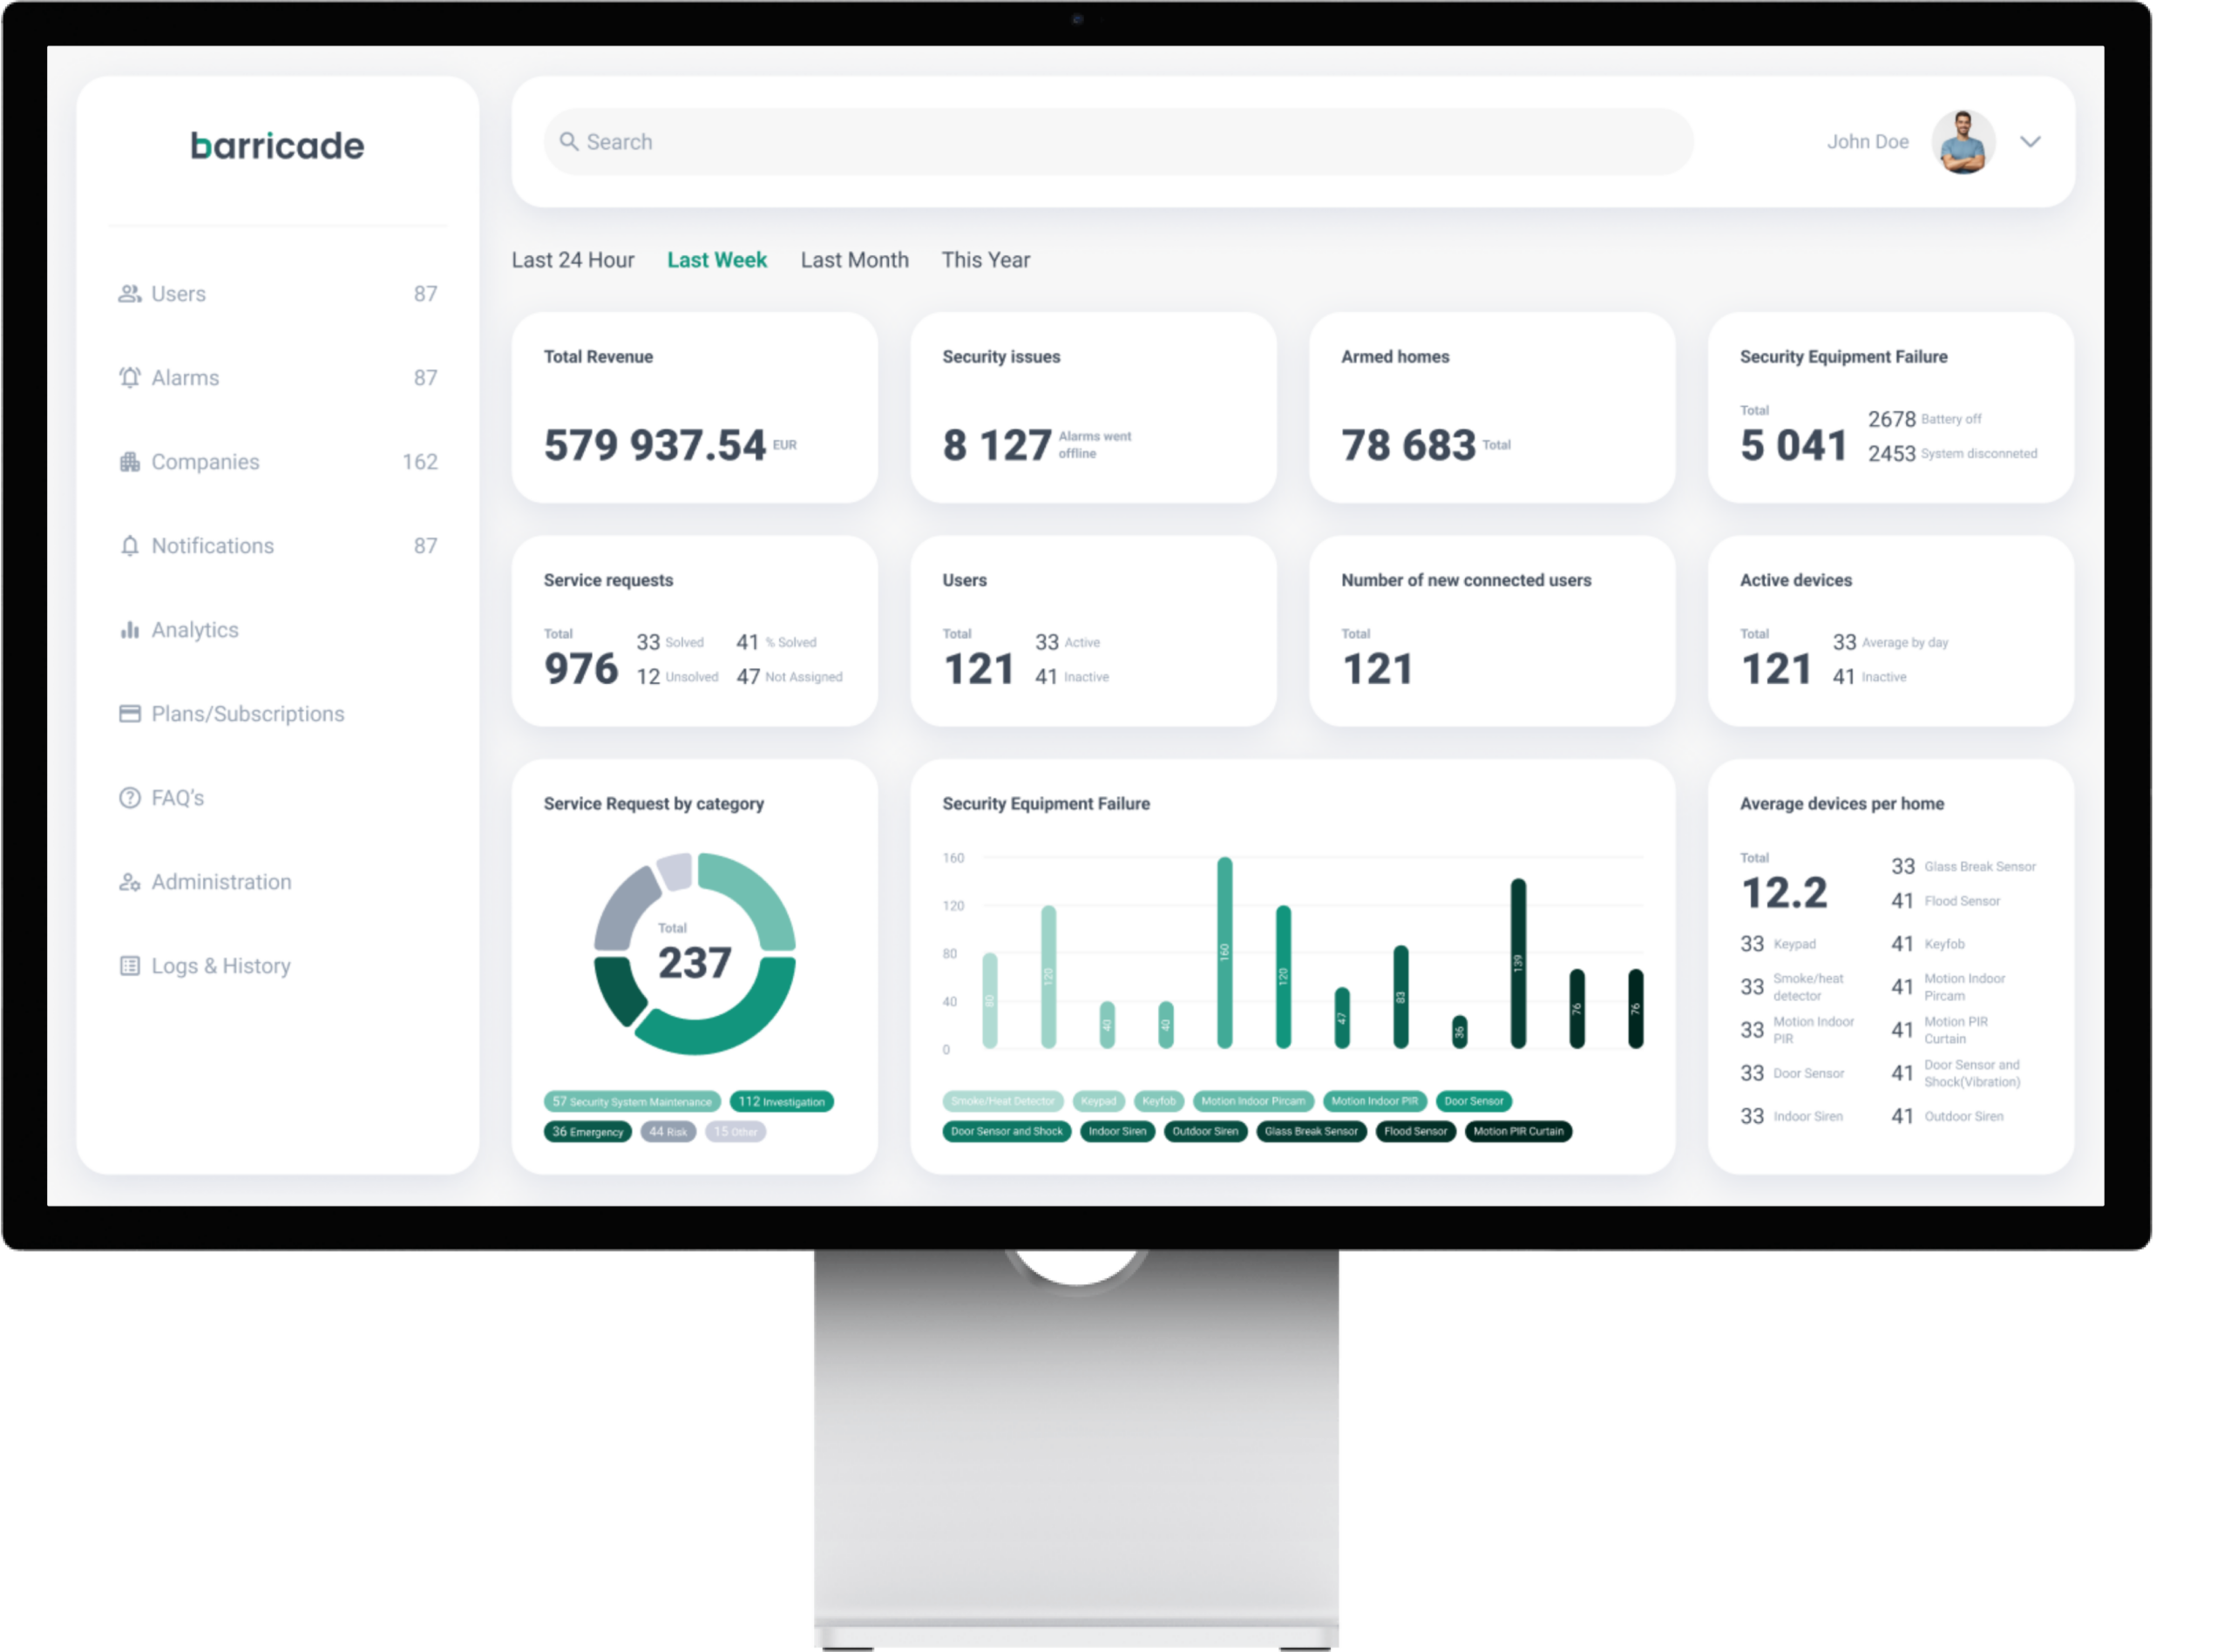 barricade
Search
John Doe
Users 87
Alarms 87
Companies 162
Notifications 87
Analytics
Plans/Subscriptions
FAQ's
Administration
Logs & History
Last 24 Hour Last Week Last Month This Year
Total Revenue
579 937.54 EUR
Security issues
8 127 Alarms went
offline
Armed homes
78 683 Total
Security Equipment Failure
Total
5 041
2678 Battery off
2453 System disconneted
Service requests
Total
976
33 Solved 41 % Solved
12 Unsolved 47 Not Assigned
Users
Total
121
33 Active
41 Inactive
Number of new connected users
Total
121
Active devices
Total
121
33 Average by day
41 Inactive
Service Request by category
Total
237
57 Security System Maintenance 112 Investigation
36 Emergency 44 Risk 15 Other
Security Equipment Failure
160
120
80
40
0
80 120 40 40 160 120 47 83 36 139 76 76
Smoke/Heat Detector Keypad Keyfob Motion Indoor Pircam Motion Indoor PIR Door Sensor
Door Sensor and Shock Indoor Siren Outdoor Siren Glass Break Sensor Flood Sensor Motion PIR Curtain
Average devices per home
Total
12.2
33 Glass Break Sensor
41 Flood Sensor
33 Keypad 41 Keyfob
33 Smoke/heat
detector
41 Motion Indoor
Pircam
33 Motion Indoor
PIR
41 Motion PIR
Curtain
33 Door Sensor
41 Door Sensor and
Shock(Vibration)
33 Indoor Siren 41 Outdoor Siren